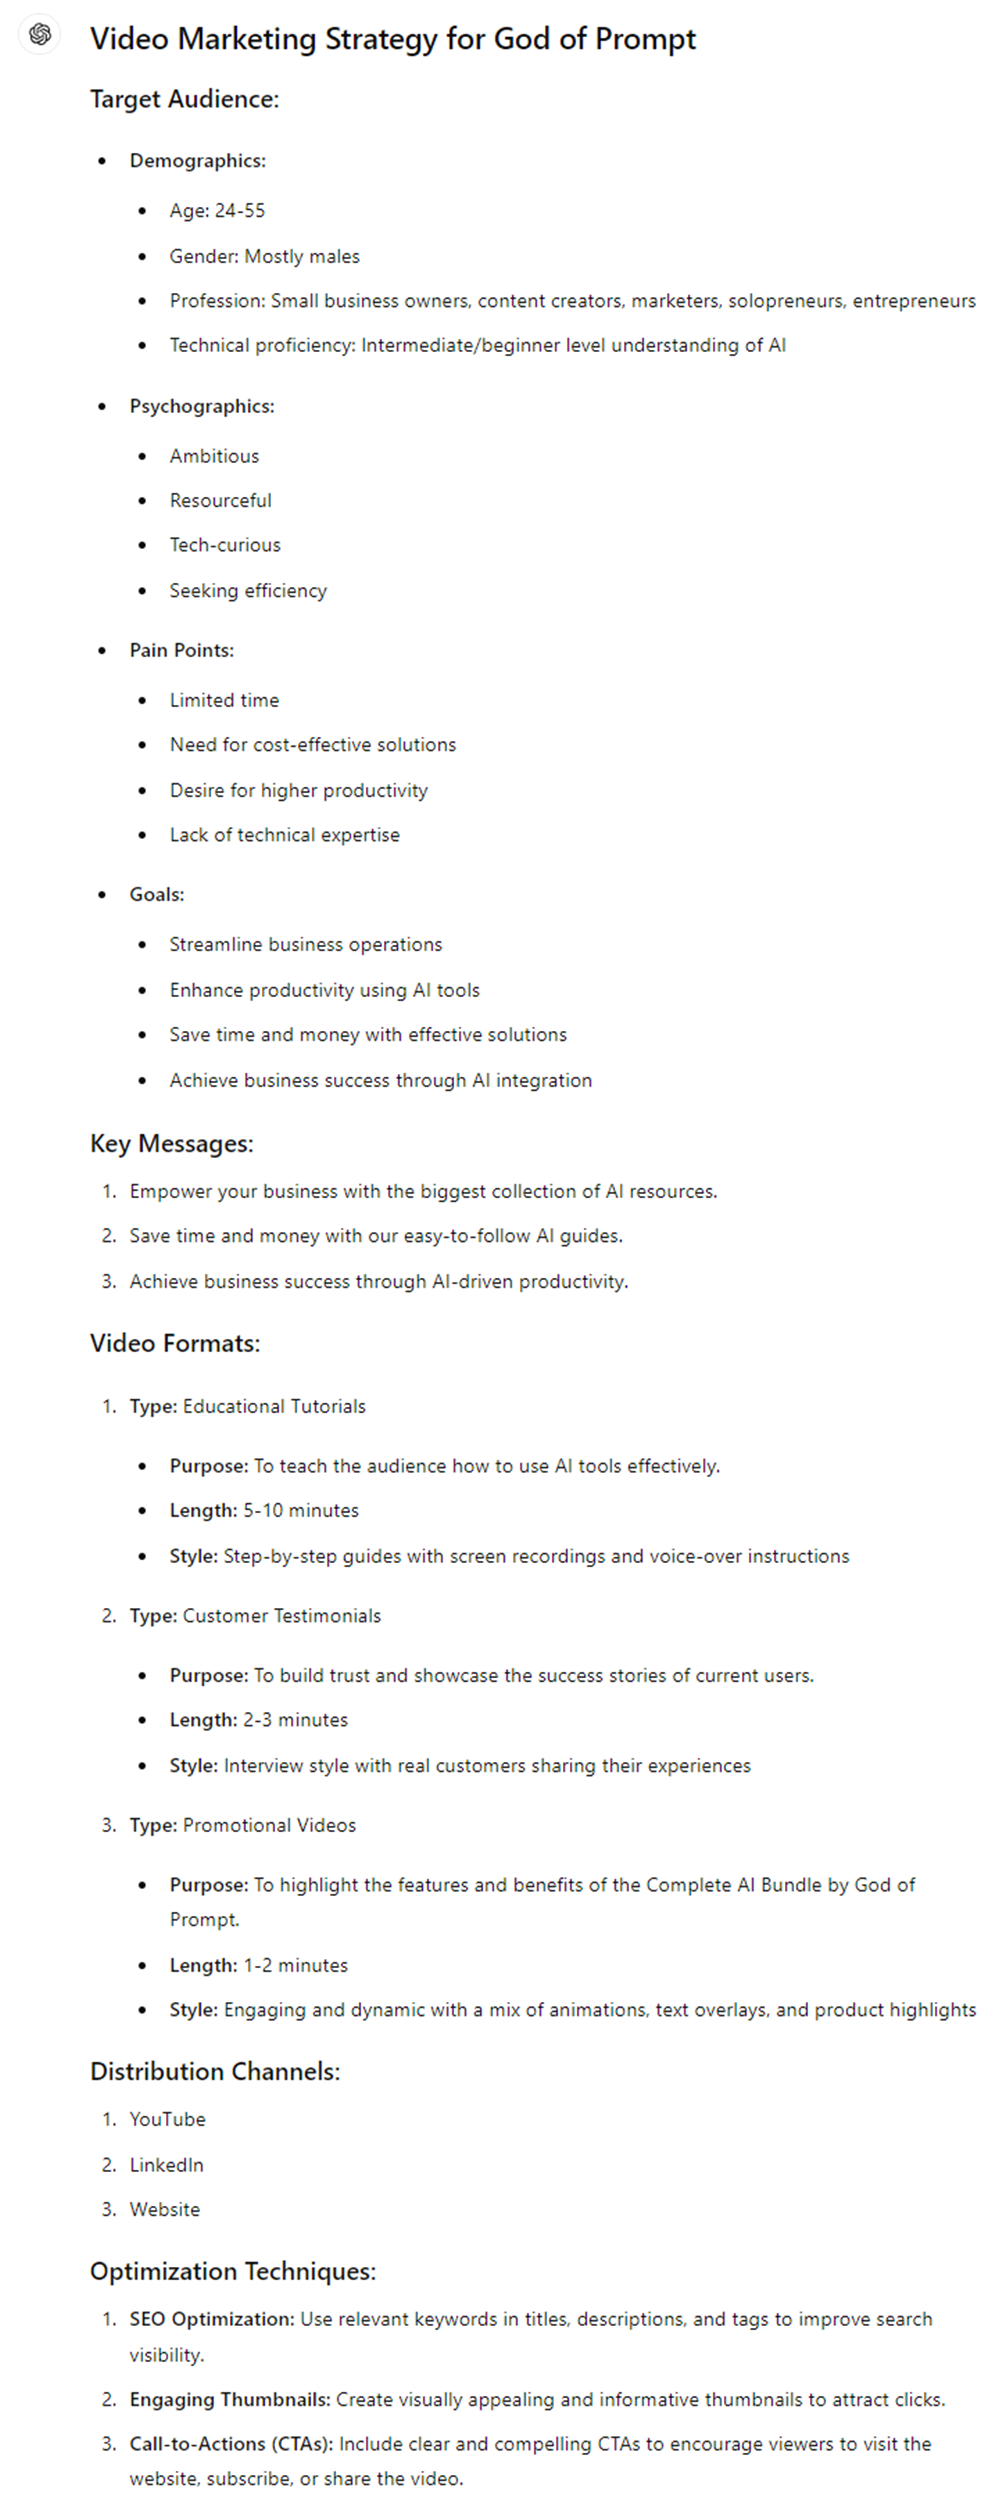 Video Marketing Strategy for God of Prompt
Target Audience:
• Demographics:
• Age: 24-55
• Gender: Mostly males
• Profession: Small business owners, content creators, marketers, solopreneurs, entrepreneurs
• Technical proficiency: Intermediate/beginner level understanding of AI
• Psychographics:
• Ambitious
• Resourceful
• Tech-curious
• Seeking efficiency
• Pain Points:
• Limited time
• Need for cost-effective solutions
• Desire for higher productivity
• Lack of technical expertise
• Goals:
• Streamline business operations
• Enhance productivity using AI tools
• Save time and money with effective solutions
• Achieve business success through AI integration
Key Messages:
1. Empower your business with the biggest collection of AI resources.
2. Save time and money with our easy-to-follow AI guides.
3. Achieve business success through AI-driven productivity.
Video Formats:
1. Type: Educational Tutorials
• Purpose: To teach the audience how to use AI tools effectively.
• Length: 5-10 minutes
• Style: Step-by-step guides with screen recordings and voice-over instructions
2. Type: Customer Testimonials
• Purpose: To build trust and showcase the success stories of current users.
• Length: 2-3 minutes
• Style: Interview style with real customers sharing their experiences
3. Type: Promotional Videos
• Purpose: To highlight the features and benefits of the Complete AI Bundle by God of
Prompt.
• Length: 1-2 minutes
• Style: Engaging and dynamic with a mix of animations, text overlays, and product highlights
Distribution Channels:
1. YouTube
2. LinkedIn
3. Website
Optimization Techniques:
1. SEO Optimization: Use relevant keywords in titles, descriptions, and tags to improve search
visibility.
2. Engaging Thumbnails: Create visually appealing and informative thumbnails to attract clicks.
3. Call-to-Actions (CTAs): Include clear and compelling CTAs to encourage viewers to visit the
website, subscribe, or share the video.